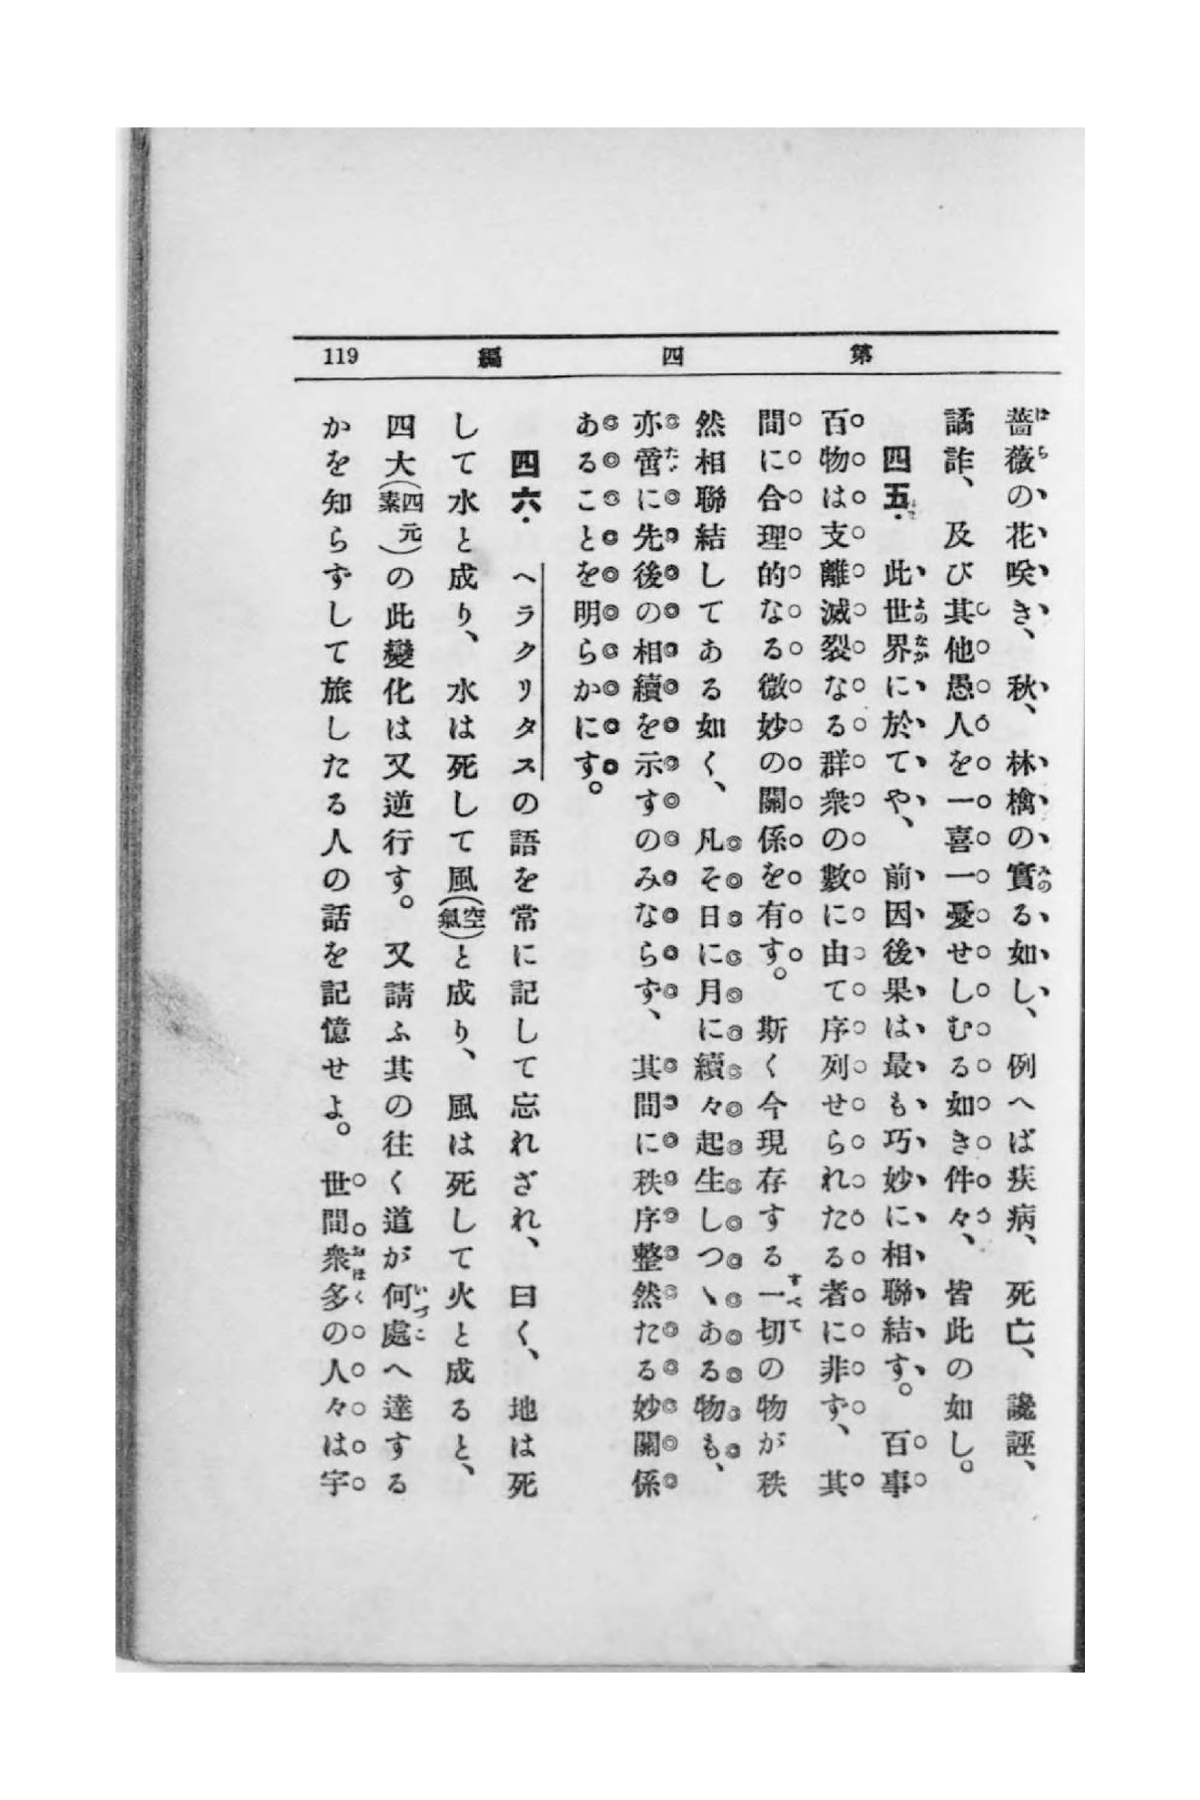 第四編 119
薔薇の花咲き、秋、林檎の實る如し、例へば疾病、死亡、讒誣、
譎詐、及び其他愚人を一喜一憂せしむる如き件々、皆此の如し。
四五. 此世界に於てや、前因後果は最も巧妙に相聯結す。百事
百物は支離滅裂なる群衆の數に由て序列せられたる者に非ず、其
間に合理的なる微妙の關係を有す。斯く今現存する一切の物が秩
然相聯結してある如く、凡そ日に月に續々起生しつゝある物も、
亦啻に先後の相續を示すのみならず、其間に秩序整然たる妙關係
あることを明らかにす。
四六. ヘラクリタスの語を常に記して忘れざれ、曰く、地は死
して水と成り、水は死して風(空氣)と成り、風は死して火と成ると、
四大(四元素)の此變化は又逆行す。又請ふ其の往く道が何處へ達する
かを知らずして旅したる人の話を記憶せよ。世間衆多の人々は宇